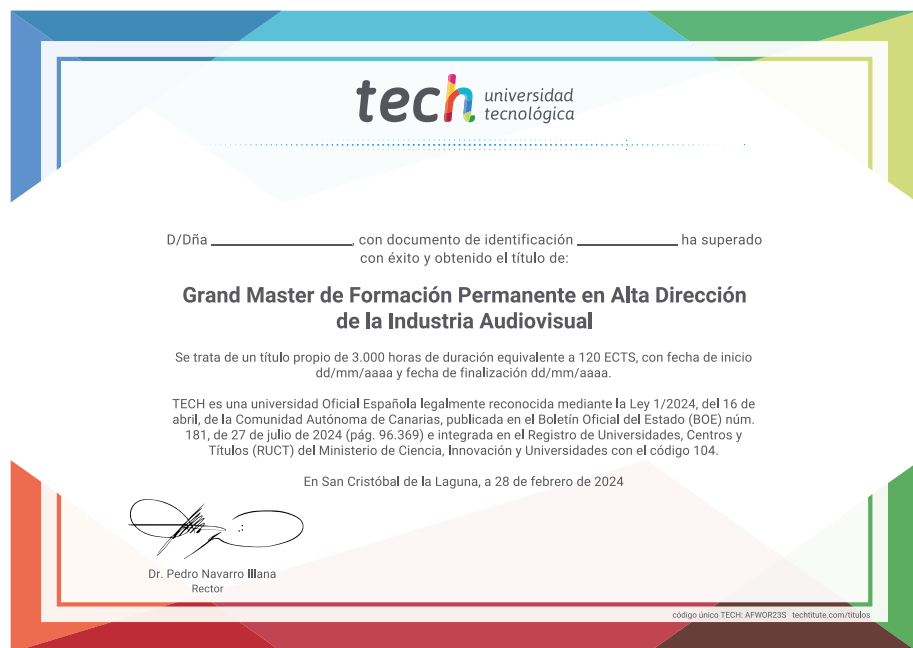 tech universidad
tecnológica
D/Dña ____________________, con documento de identificación ______________ ha superado
con éxito y obtenido el título de:
Grand Master de Formación Permanente en Alta Dirección
de la Industria Audiovisual
Se trata de un título propio de 3.000 horas de duración equivalente a 120 ECTS, con fecha de inicio
dd/mm/aaaa y fecha de finalización dd/mm/aaaa.
TECH es una universidad Oficial Española legalmente reconocida mediante la Ley 1/2024, del 16 de
abril, de la Comunidad Autónoma de Canarias, publicada en el Boletín Oficial del Estado (BOE) núm.
181, de 27 de julio de 2024 (pág. 96.369) e integrada en el Registro de Universidades, Centros y
Títulos (RUCT) del Ministerio de Ciencia, Innovación y Universidades con el código 104.
En San Cristóbal de la Laguna, a 28 de febrero de 2024
Dr. Pedro Navarro Illana
Rector
código único TECH: AFWOR23S techtitute.com/titulos